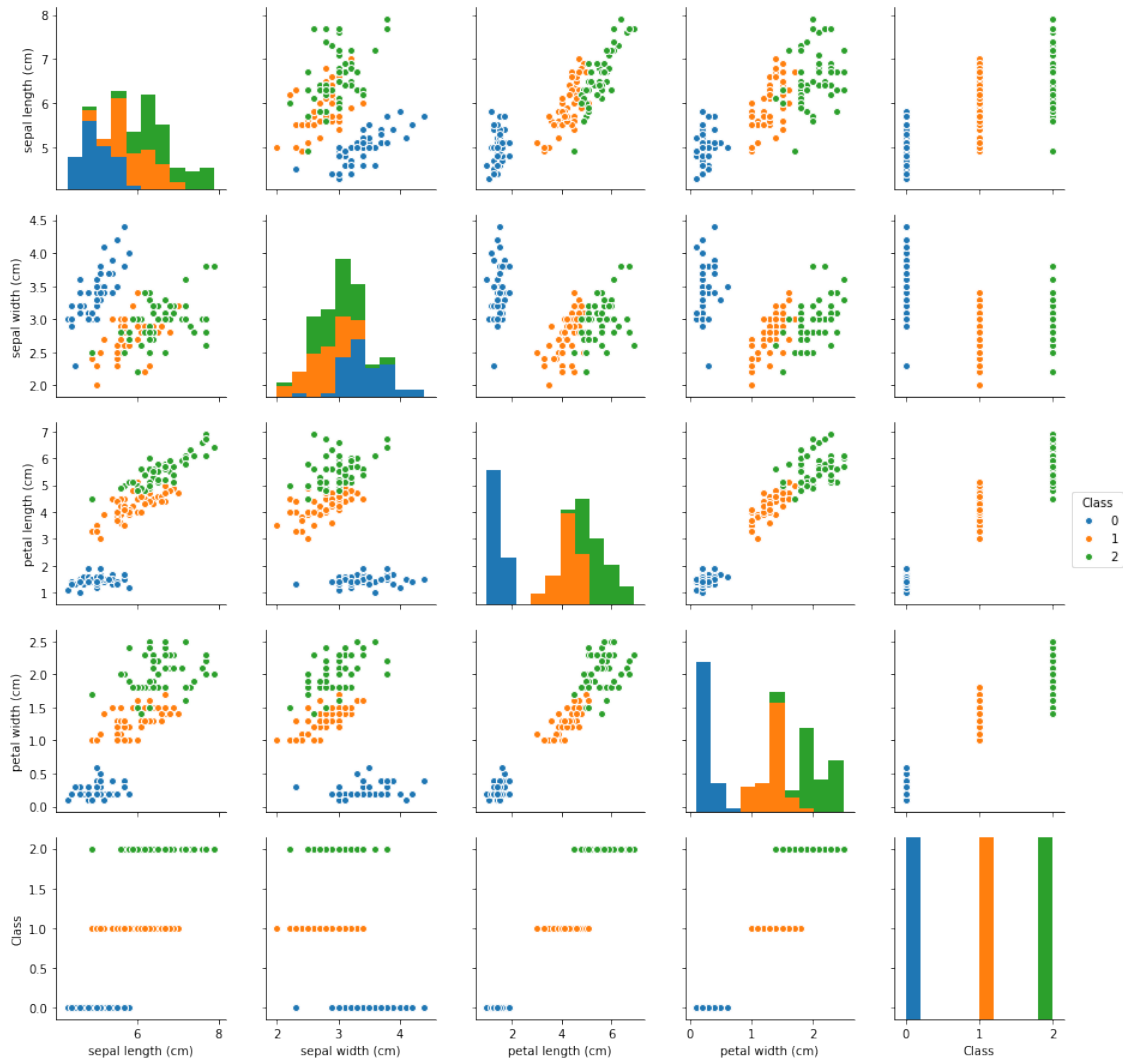 sepal length (cm)
8
7
6
5
sepal width (cm)
4.5
4.0
3.5
3.0
2.5
2.0
petal length (cm)
7
6
5
4
3
2
1
Class
0
1
2
petal width (cm)
2.5
2.0
1.5
1.0
0.5
0.0
Class
2.0
1.5
1.0
0.5
0.0
6 8
2 3 4
2 4 6
0 1 2
0 1 2
sepal length (cm)
sepal width (cm)
petal length (cm)
petal width (cm)
Class